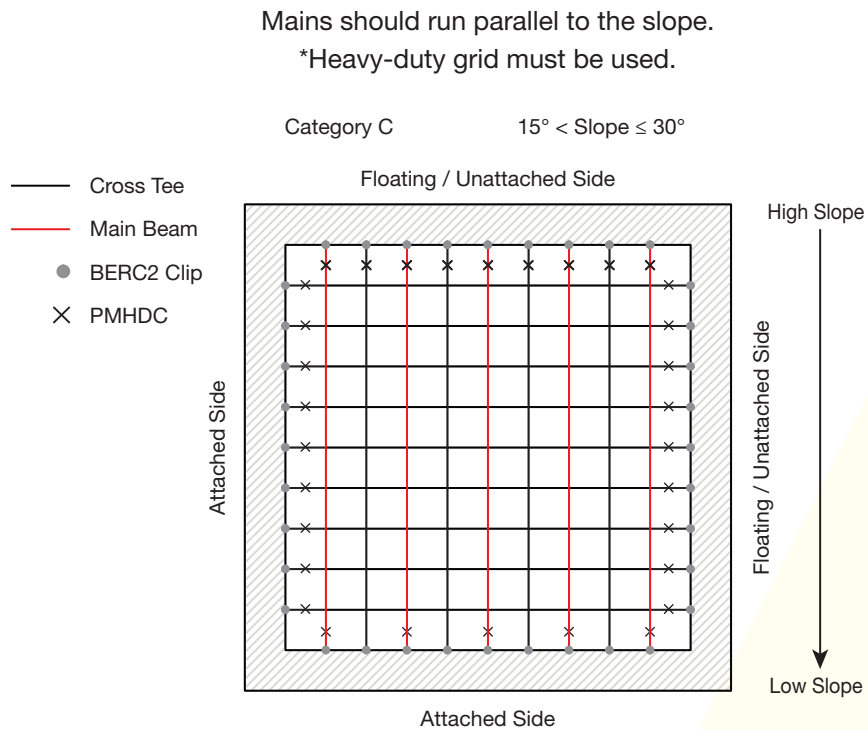 Mains should run parallel to the slope.
*Heavy-duty grid must be used.
Category C
15° < Slope ≤ 30°
Cross Tee
Main Beam
BERC2 Clip
PMHDC
Floating / Unattached Side
High Slope
Attached Side
Floating / Unattached Side
Low Slope
Attached Side